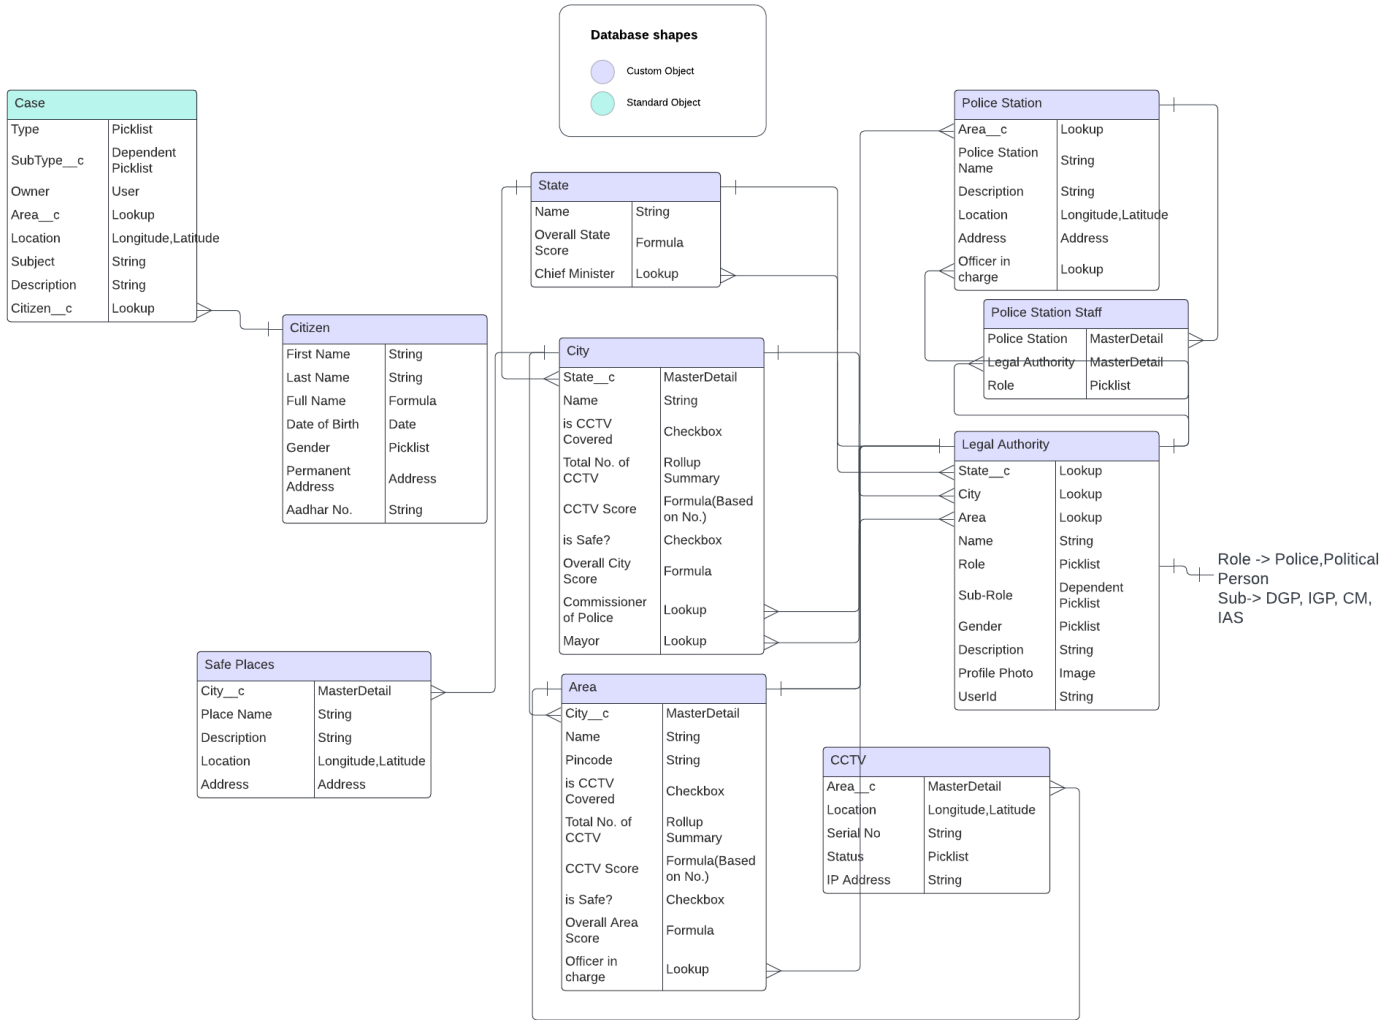 Database shapes
Custom Object
Standard Object
Case
Type Picklist
SubType__c Dependent
Picklist
Owner User
Area__c Lookup
Location Longitude,Latitude
Subject String
Description String
Citizen__c Lookup
Citizen
First Name String
Last Name String
Full Name Formula
Date of Birth Date
Gender Picklist
Permanent
Address Address
Aadhar No. String
Safe Places
City__c MasterDetail
Place Name String
Description String
Location Longitude,Latitude
Address Address
State
Name String
Overall State
Score Formula
Chief Minister Lookup
City
State__c MasterDetail
Name String
is CCTV
Covered Checkbox
Total No. of Rollup
CCTV Summary
CCTV Score Formula(Based
on No.)
is Safe? Checkbox
Overall City
Score Formula
Commissioner
of Police Lookup
Mayor Lookup
Area
City__c MasterDetail
Name String
Pincode String
is CCTV
Covered Checkbox
Total No. of Rollup
CCTV Summary
CCTV Score Formula(Based
on No.)
is Safe? Checkbox
Overall Area
Score Formula
Officer in
charge Lookup
Police Station
Area__c Lookup
Police Station
Name String
Description String
Location Longitude,Latitude
Address Address
Officer in
charge Lookup
Police Station Staff
Police Station MasterDetail
Legal Authority MasterDetail
Role Picklist
Legal Authority
State__c Lookup
City Lookup
Area Lookup
Name String
Role Picklist
Sub-Role Dependent
Picklist
Gender Picklist
Description String
Profile Photo Image
UserId String
Role -> Police,Political
Person
Sub-> DGP, IGP, CM,
IAS
CCTV
Area__c MasterDetail
Location Longitude,Latitude
Serial No String
Status Picklist
IP Address String